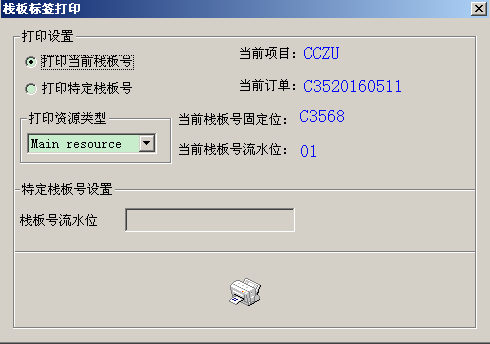 栈板标签打印
打印设置
打印当前栈板号
当前项目: CCZU
打印特定栈板号
当前订单: C3520160511
打印资源类型
Main resource
当前栈板号固定位: C3568
当前栈板号流水位: 01
特定栈板号设置
栈板号流水位